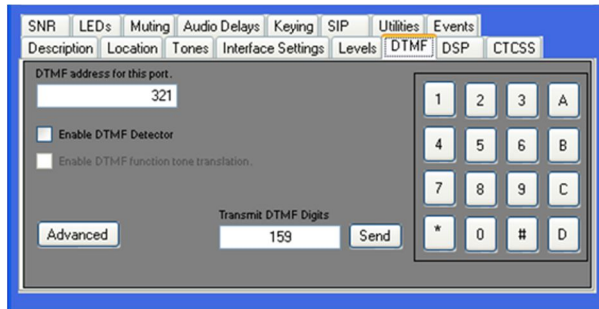 SNR LEDs Muting Audio Delays Keying SIP Utilities Events
Description Location Tones Interface Settings Levels DTMF DSP CTCSS
DTMF address for this port.
321
Enable DTMF Detector
Enable DTMF function tone translation.
Advanced
Transmit DTMF Digits
159 Send
1 2 3 A
4 5 6 B
7 8 9 C
* 0 # D